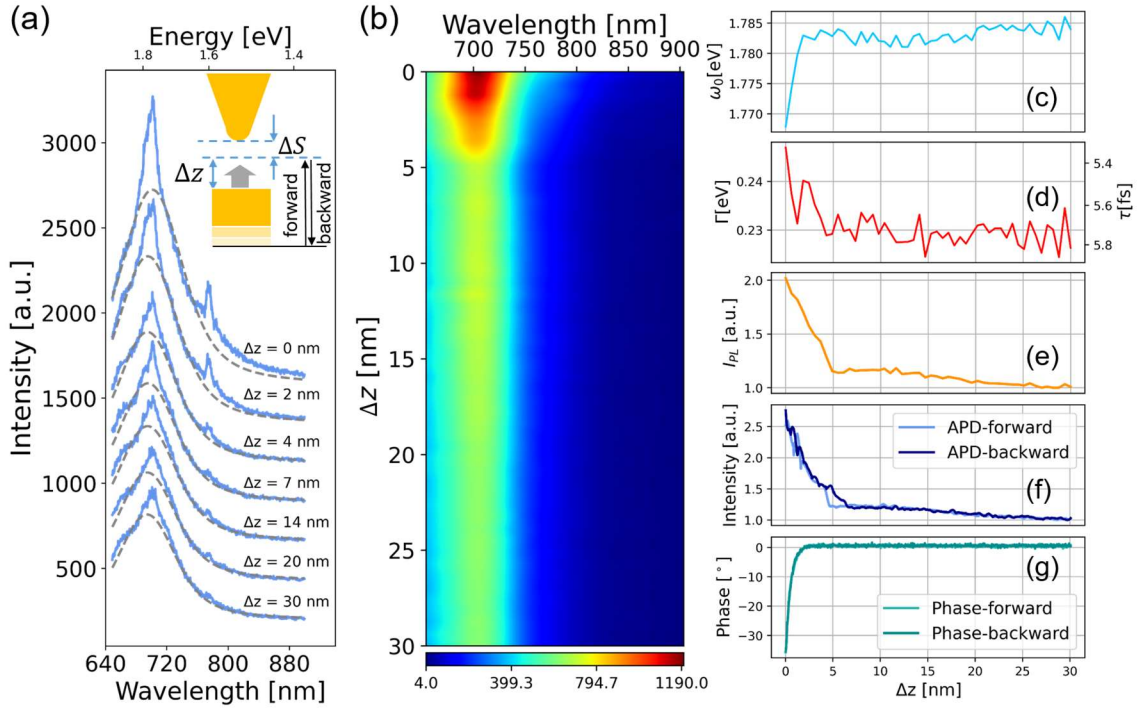 (a)
Energy [eV]
1.8 1.6 1.4
Intensity [a.u.]
3000
2500
2000
1500
1000
500
ΔS
Δz
forward
backward
Δz = 0 nm
Δz = 2 nm
Δz = 4 nm
Δz = 7 nm
Δz = 14 nm
Δz = 20 nm
Δz = 30 nm
640 720 800 880
Wavelength [nm]
(b)
Wavelength [nm]
700 750 800 850 900
Δz [nm]
0
5
10
15
20
25
30
4.0 399.3 794.7 1190.0
ω₀[eV]
1.785
1.780
1.775
1.770
(c)
Γ[eV]
0.24
0.23
(d)
5.4
5.6
5.8
τ[fs]
I_PL [a.u.]
2.0
1.5
1.0
(e)
Intensity [a.u.]
2.5
2.0
1.5
1.0
APD-forward
APD-backward
(f)
Phase [°]
0
−10
−20
−30
(g)
Phase-forward
Phase-backward
0 5 10 15 20 25 30
Δz [nm]